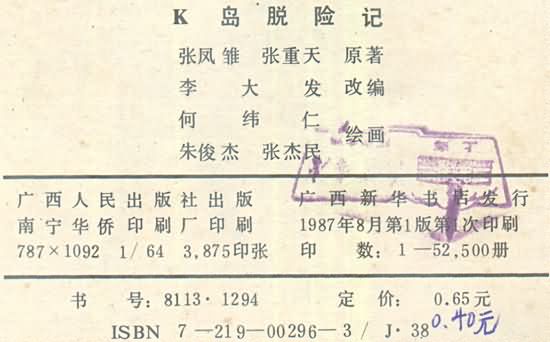 K 岛脱险记
张凤雏 张重天 原著
李大发 改编
何纬仁
朱俊杰 张杰民 绘画
广西人民出版社出版 广西新华书店发行
南宁华侨印刷厂印刷 1987年8月第1版第1次印刷
787×1092 1/64 3,875印张 印 数：1—52,500册
书 号：8113·1294 定 价： 0.65元
ISBN 7—219—00296—3/J·38 0.40元